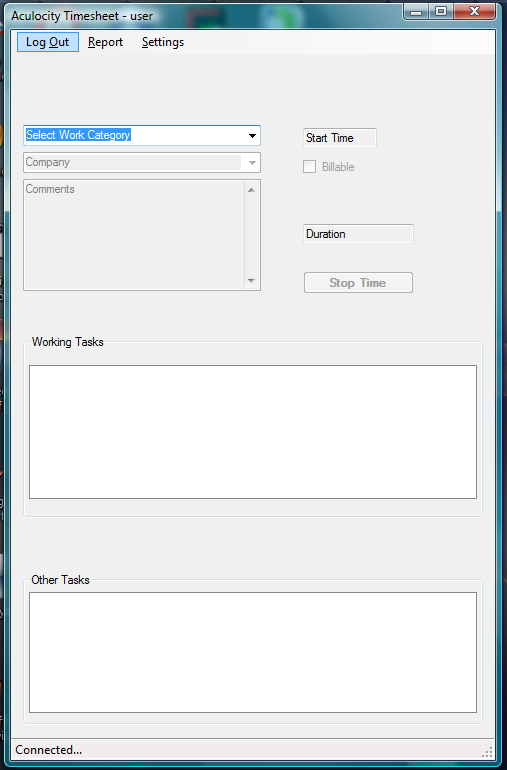 Aculocity Timesheet - user
Log Out Report Settings
Select Work Category
Start Time
Company
Billable
Comments
Duration
Stop Time
Working Tasks
Other Tasks
Connected...